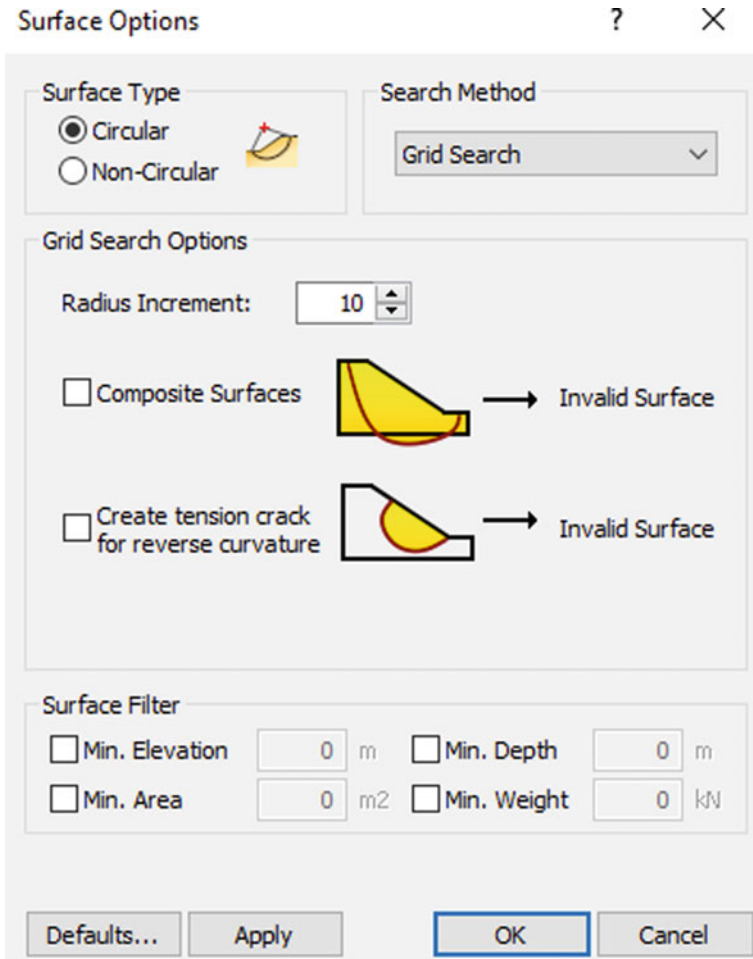 Surface Options ? X
Surface Type
Circular
Non-Circular
Search Method
Grid Search
Grid Search Options
Radius Increment: 10
Composite Surfaces
Invalid Surface
Create tension crack
for reverse curvature
Invalid Surface
Surface Filter
Min. Elevation 0 m Min. Depth 0 m
Min. Area 0 m2 Min. Weight 0 kN
Defaults... Apply OK Cancel